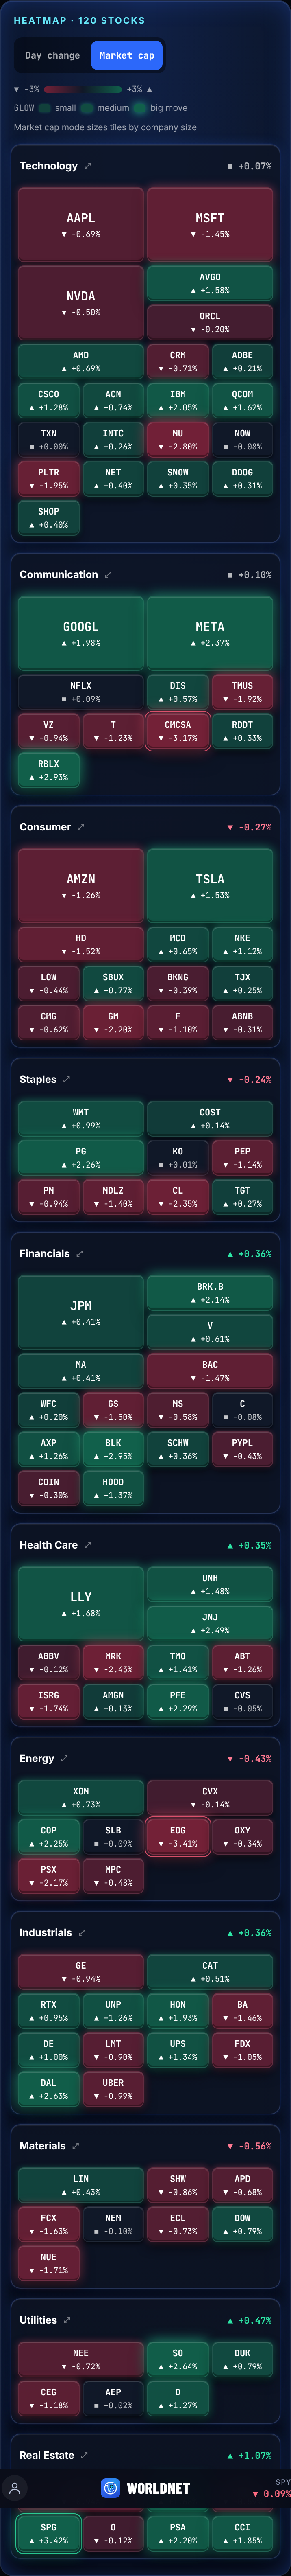 HEATMAP · 120 STOCKS
Day change Market cap
▼ -3% +3% ▲
GLOW small medium big move
Market cap mode sizes tiles by company size
Technology ■ +0.07%
AAPL MSFT
▼ -0.69% ▼ -1.45%
NVDA
▼ -0.50%
AVGO
▲ +1.58%
ORCL
▼ -0.20%
AMD CRM ADBE
▲ +0.69% ▼ -0.71% ▲ +0.21%
CSCO ACN IBM QCOM
▲ +1.28% ▲ +0.74% ▲ +2.05% ▲ +1.62%
TXN INTC MU NOW
■ +0.00% ▲ +0.26% ▼ -2.80% ■ -0.08%
PLTR NET SNOW DDOG
▼ -1.95% ▲ +0.40% ▲ +0.35% ▲ +0.31%
SHOP
▲ +0.40%
Communication ■ +0.10%
GOOGL META
▲ +1.98% ▲ +2.37%
NFLX DIS TMUS
■ +0.09% ▲ +0.57% ▼ -1.92%
VZ T CMCSA RDDT
▼ -0.94% ▼ -1.23% ▼ -3.17% ▲ +0.33%
RBLX
▲ +2.93%
Consumer ▼ -0.27%
AMZN TSLA
▼ -1.26% ▲ +1.53%
HD MCD NKE
▼ -1.52% ▲ +0.65% ▲ +1.12%
LOW SBUX BKNG TJX
▼ -0.44% ▲ +0.77% ▼ -0.39% ▲ +0.25%
CMG GM F ABNB
▼ -0.62% ▼ -2.20% ▼ -1.10% ▼ -0.31%
Staples ▼ -0.24%
WMT COST
▲ +0.99% ▲ +0.14%
PG KO PEP
▲ +2.26% ■ +0.01% ▼ -1.14%
PM MDLZ CL TGT
▼ -0.94% ▼ -1.40% ▼ -2.35% ▲ +0.27%
Financials ▲ +0.36%
JPM
▲ +0.41%
BRK.B
▲ +2.14%
V
▲ +0.61%
MA BAC
▲ +0.41% ▼ -1.47%
WFC GS MS C
▲ +0.20% ▼ -1.50% ▼ -0.58% ■ -0.08%
AXP BLK SCHW PYPL
▲ +1.26% ▲ +2.95% ▲ +0.36% ▼ -0.43%
COIN HOOD
▼ -0.30% ▲ +1.37%
Health Care ▲ +0.35%
LLY
▲ +1.68%
UNH
▲ +1.48%
JNJ
▲ +2.49%
ABBV MRK TMO ABT
▼ -0.12% ▼ -2.43% ▲ +1.41% ▼ -1.26%
ISRG AMGN PFE CVS
▼ -1.74% ▲ +0.13% ▲ +2.29% ■ -0.05%
Energy ▼ -0.43%
XOM CVX
▲ +0.73% ▼ -0.14%
COP SLB EOG OXY
▲ +2.25% ■ +0.09% ▼ -3.41% ▼ -0.34%
PSX MPC
▼ -2.17% ▼ -0.48%
Industrials ▲ +0.36%
GE CAT
▼ -0.94% ▲ +0.51%
RTX UNP HON BA
▲ +0.95% ▲ +1.26% ▲ +1.93% ▼ -1.46%
DE LMT UPS FDX
▲ +1.00% ▼ -0.90% ▲ +1.34% ▼ -1.05%
DAL UBER
▲ +2.63% ▼ -0.99%
Materials ▼ -0.56%
LIN SHW APD
▲ +0.43% ▼ -0.86% ▼ -0.68%
FCX NEM ECL DOW
▼ -1.63% ■ -0.10% ▼ -0.73% ▲ +0.79%
NUE
▼ -1.71%
Utilities ▲ +0.47%
NEE SO DUK
▼ -0.72% ▲ +2.64% ▲ +0.79%
CEG AEP D
▼ -1.18% ■ +0.02% ▲ +1.27%
Real Estate ▲ +1.07%
WORLDNET
SPY
▼ 0.09%
SPG O PSA CCI
▲ +3.42% ▼ -0.12% ▲ +2.20% ▲ +1.85%